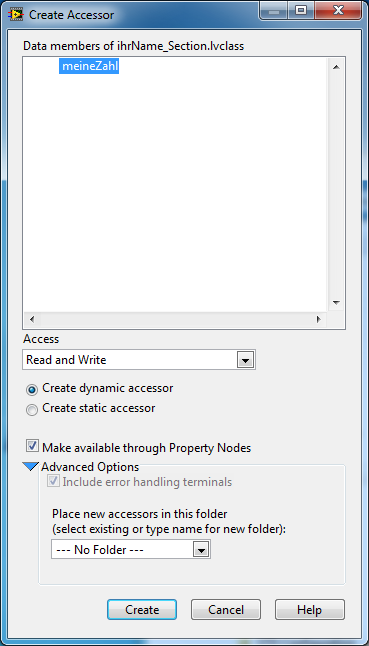 Create Accessor
Data members of ihrName_Section.lvclass
meineZahl
Access
Read and Write
Create dynamic accessor
Create static accessor
Make available through Property Nodes
Advanced Options
Include error handling terminals
Place new accessors in this folder
(select existing or type name for new folder):
--- No Folder ---
Create Cancel Help